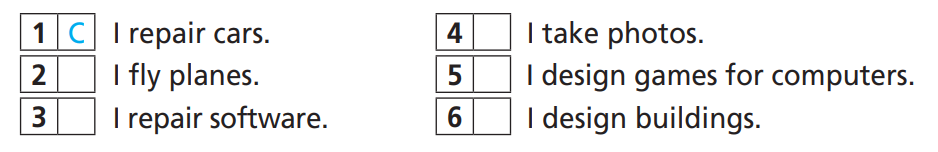 1 C I repair cars.
2 I fly planes.
3 I repair software.
4 I take photos.
5 I design games for computers.
6 I design buildings.